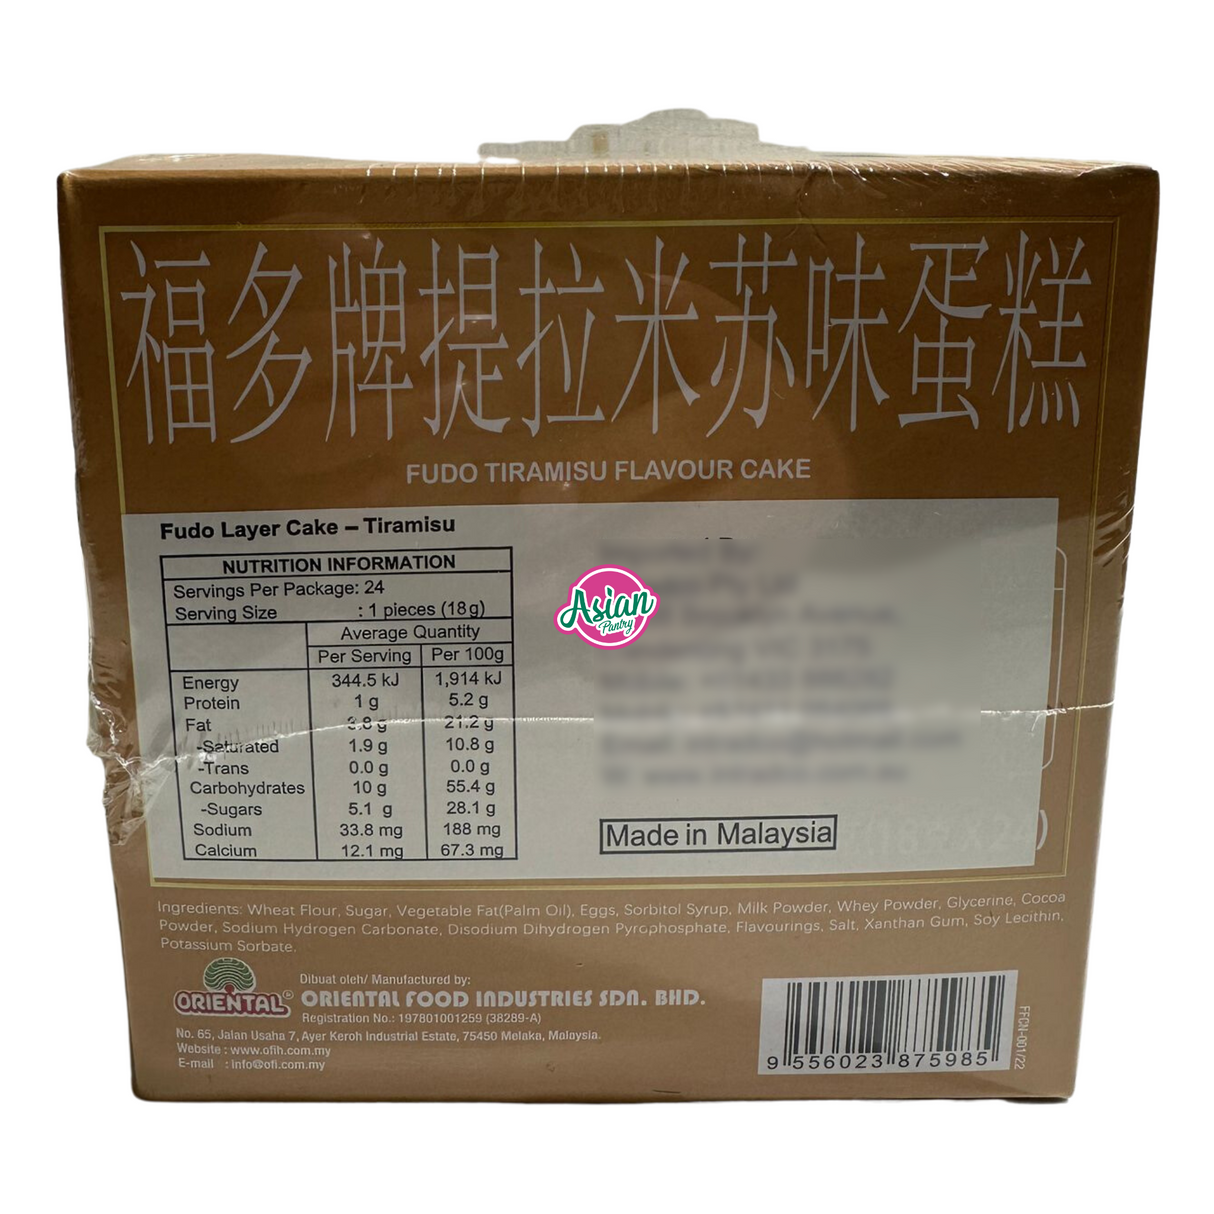 福多牌提拉米苏味蛋糕
FUDO TIRAMISU FLAVOUR CAKE
Fudo Layer Cake – Tiramisu
NUTRITION INFORMATION
Servings Per Package: 24
Serving Size : 1 pieces (18g)
Average Quantity
Per Serving Per 100g
Energy 344.5 kJ 1,914 kJ
Protein 1 g 5.2 g
Fat 3.8 g 21.2 g
-Saturated 1.9 g 10.8 g
-Trans 0.0 g 0.0 g
Carbohydrates 10 g 55.4 g
-Sugars 5.1 g 28.1 g
Sodium 33.8 mg 188 mg
Calcium 12.1 mg 67.3 mg
Asian
Pantry
Made in Malaysia
Ingredients: Wheat Flour, Sugar, Vegetable Fat(Palm Oil), Eggs, Sorbitol Syrup, Milk Powder, Whey Powder, Glycerine, Cocoa
Powder, Sodium Hydrogen Carbonate, Disodium Dihydrogen Pyrophosphate, Flavourings, Salt, Xanthan Gum, Soy Lecithin,
Potassium Sorbate.
ORIENTAL®
Dibuat oleh/ Manufactured by:
ORIENTAL FOOD INDUSTRIES SDN. BHD.
Registration No.: 197801001259 (38289-A)
No. 65, Jalan Usaha 7, Ayer Keroh Industrial Estate, 75450 Melaka, Malaysia.
Website : www.ofih.com.my
E-mail : info@ofi.com.my
9 556023 875985
FFCN-001/22